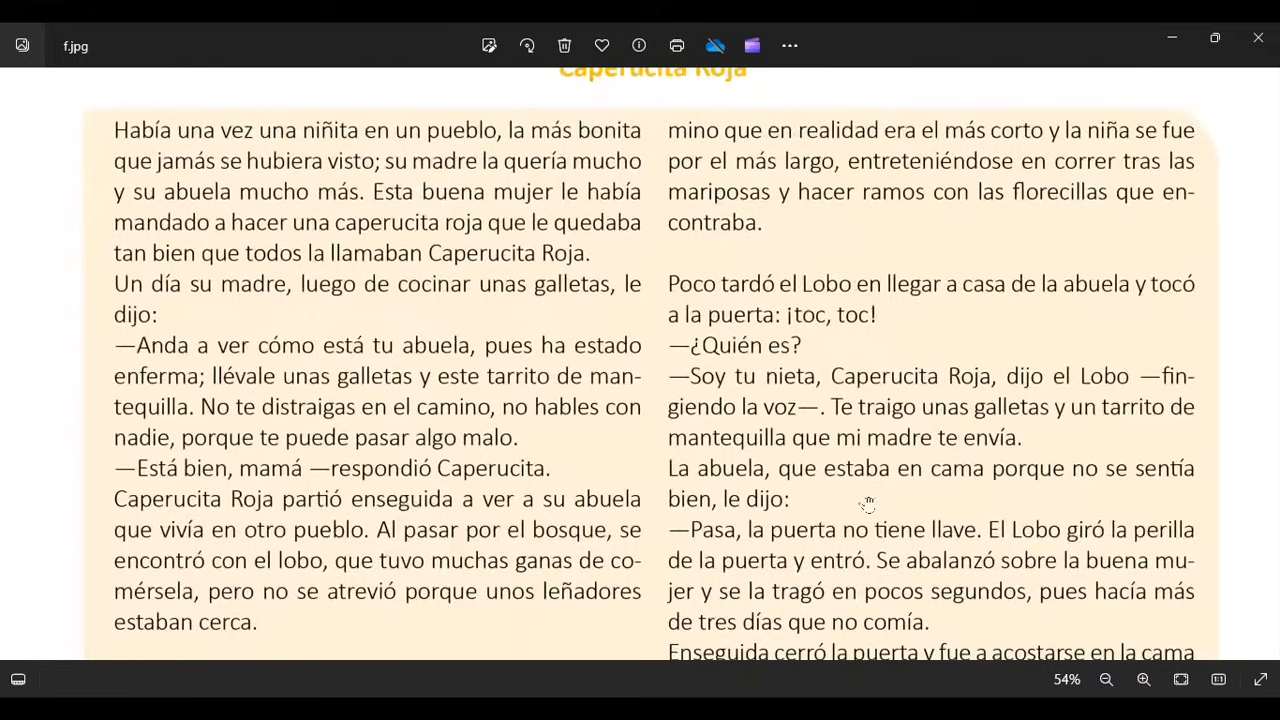 f.jpg
Caperucita Roja
Había una vez una niñita en un pueblo, la más bonita
que jamás se hubiera visto; su madre la quería mucho
y su abuela mucho más. Esta buena mujer le había
mandado a hacer una caperucita roja que le quedaba
tan bien que todos la llamaban Caperucita Roja.
Un día su madre, luego de cocinar unas galletas, le
dijo:
—Anda a ver cómo está tu abuela, pues ha estado
enferma; llévale unas galletas y este tarrito de man-
tequilla. No te distraigas en el camino, no hables con
nadie, porque te puede pasar algo malo.
—Está bien, mamá —respondió Caperucita.
Caperucita Roja partió enseguida a ver a su abuela
que vivía en otro pueblo. Al pasar por el bosque, se
encontró con el lobo, que tuvo muchas ganas de co-
mérsela, pero no se atrevió porque unos leñadores
estaban cerca.
mino que en realidad era el más corto y la niña se fue
por el más largo, entreteniéndose en correr tras las
mariposas y hacer ramos con las florecillas que en-
contraba.
Poco tardó el Lobo en llegar a casa de la abuela y tocó
a la puerta: ¡toc, toc!
—¿Quién es?
—Soy tu nieta, Caperucita Roja, dijo el Lobo —fin-
giendo la voz—. Te traigo unas galletas y un tarrito de
mantequilla que mi madre te envía.
La abuela, que estaba en cama porque no se sentía
bien, le dijo:
—Pasa, la puerta no tiene llave. El Lobo giró la perilla
de la puerta y entró. Se abalanzó sobre la buena mu-
jer y se la tragó en pocos segundos, pues hacía más
de tres días que no comía.
Enseguida cerró la puerta y fue a acostarse en la cama
54%
1:1